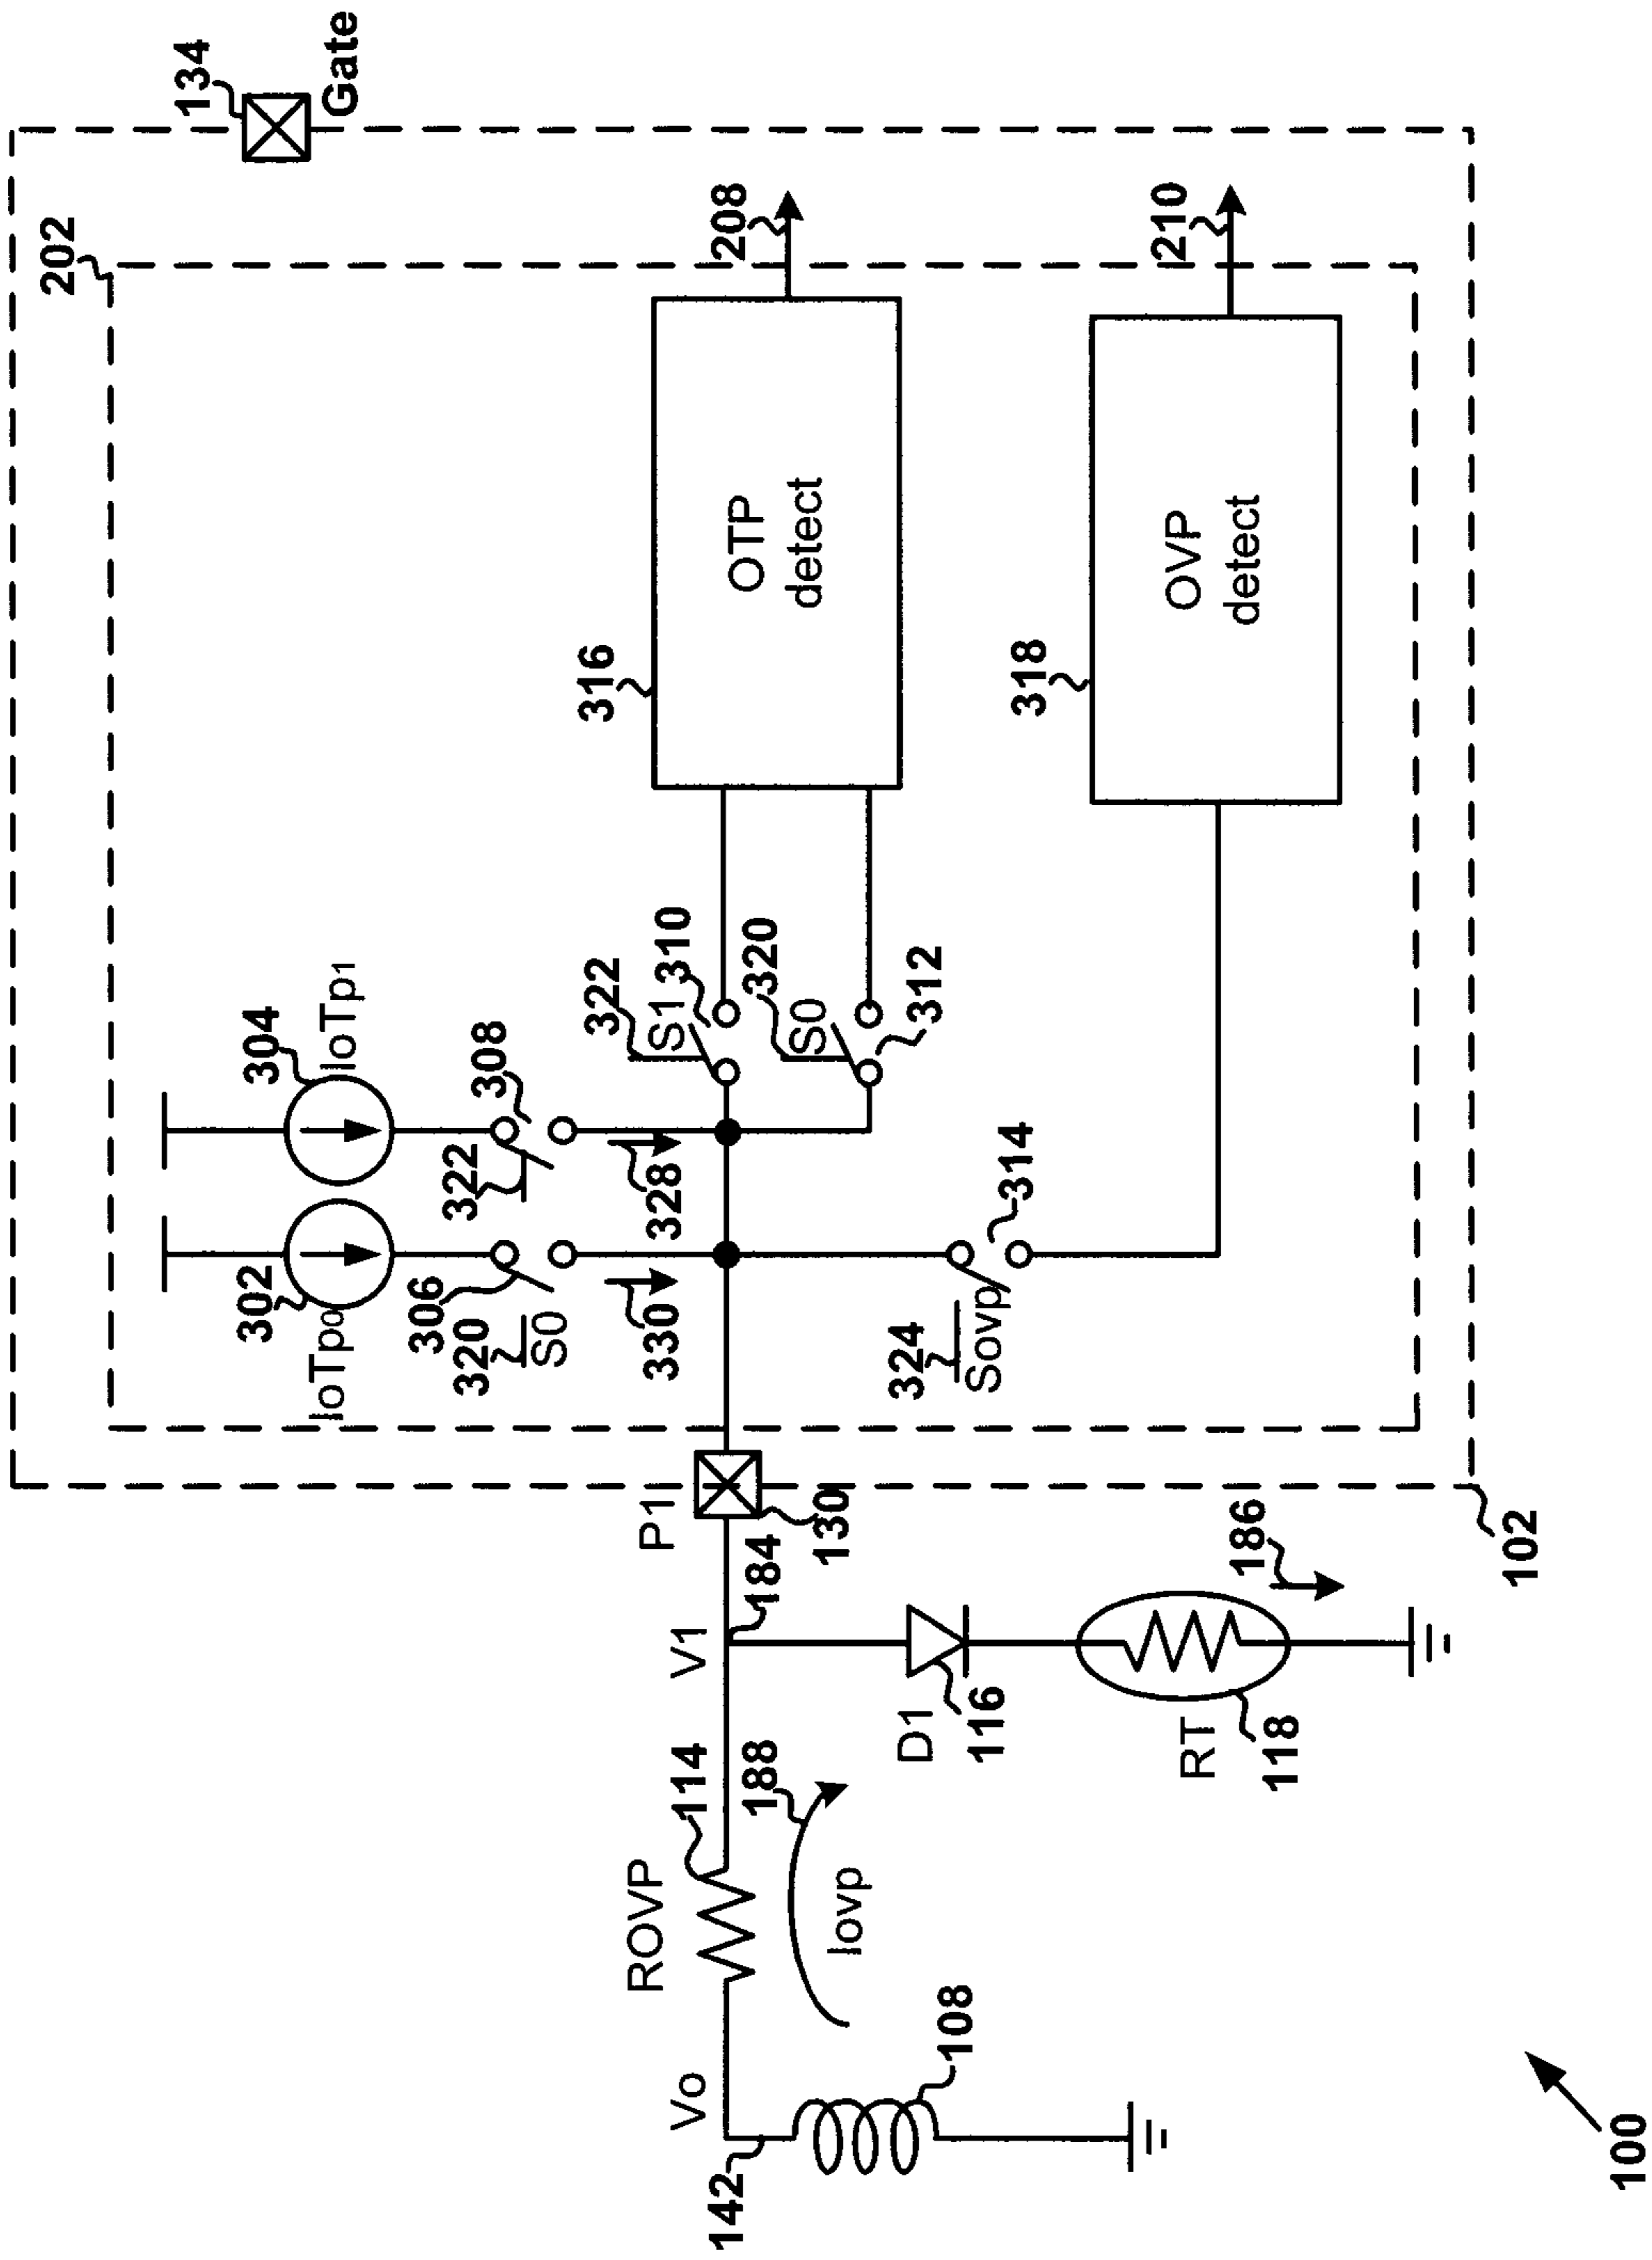 134
Gate
202
208
210
OTP
detect
316
OVP
detect
318
304
IoTp1
302
IoTp0
308
322
306
320
S0
328
330
322
S1
310
320
S0
312
314
324
Sovp
P1
130
102
V1
184
186
D1
116
RT
118
ROVP
114
188
Iovp
Vo
142
108
100